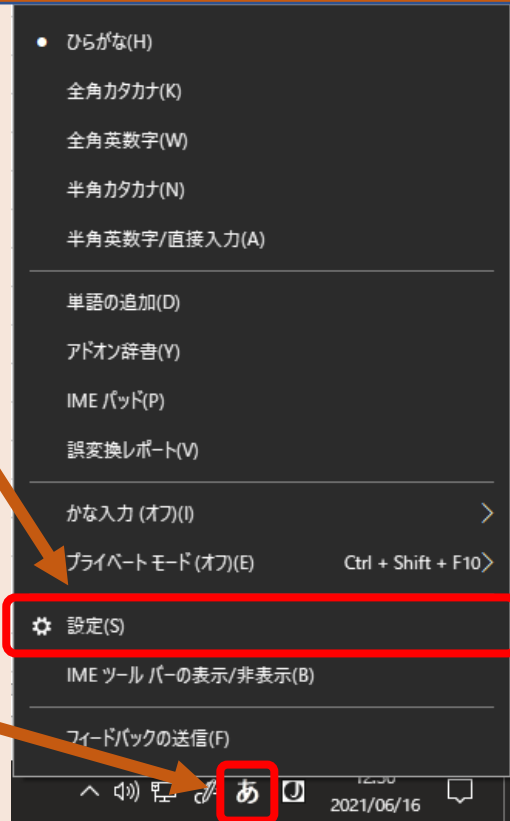 ひらがな(H)
全角カタカナ(K)
全角英数字(W)
半角カタカナ(N)
半角英数字/直接入力(A)
単語の追加(D)
アドオン辞書(Y)
IME パッド(P)
誤変換レポート(V)
かな入力 (オフ)(I)
プライベート モード (オフ)(E) Ctrl + Shift + F10
設定(S)
IME ツール バーの表示/非表示(B)
フィードバックの送信(F)
あ
2021/06/16